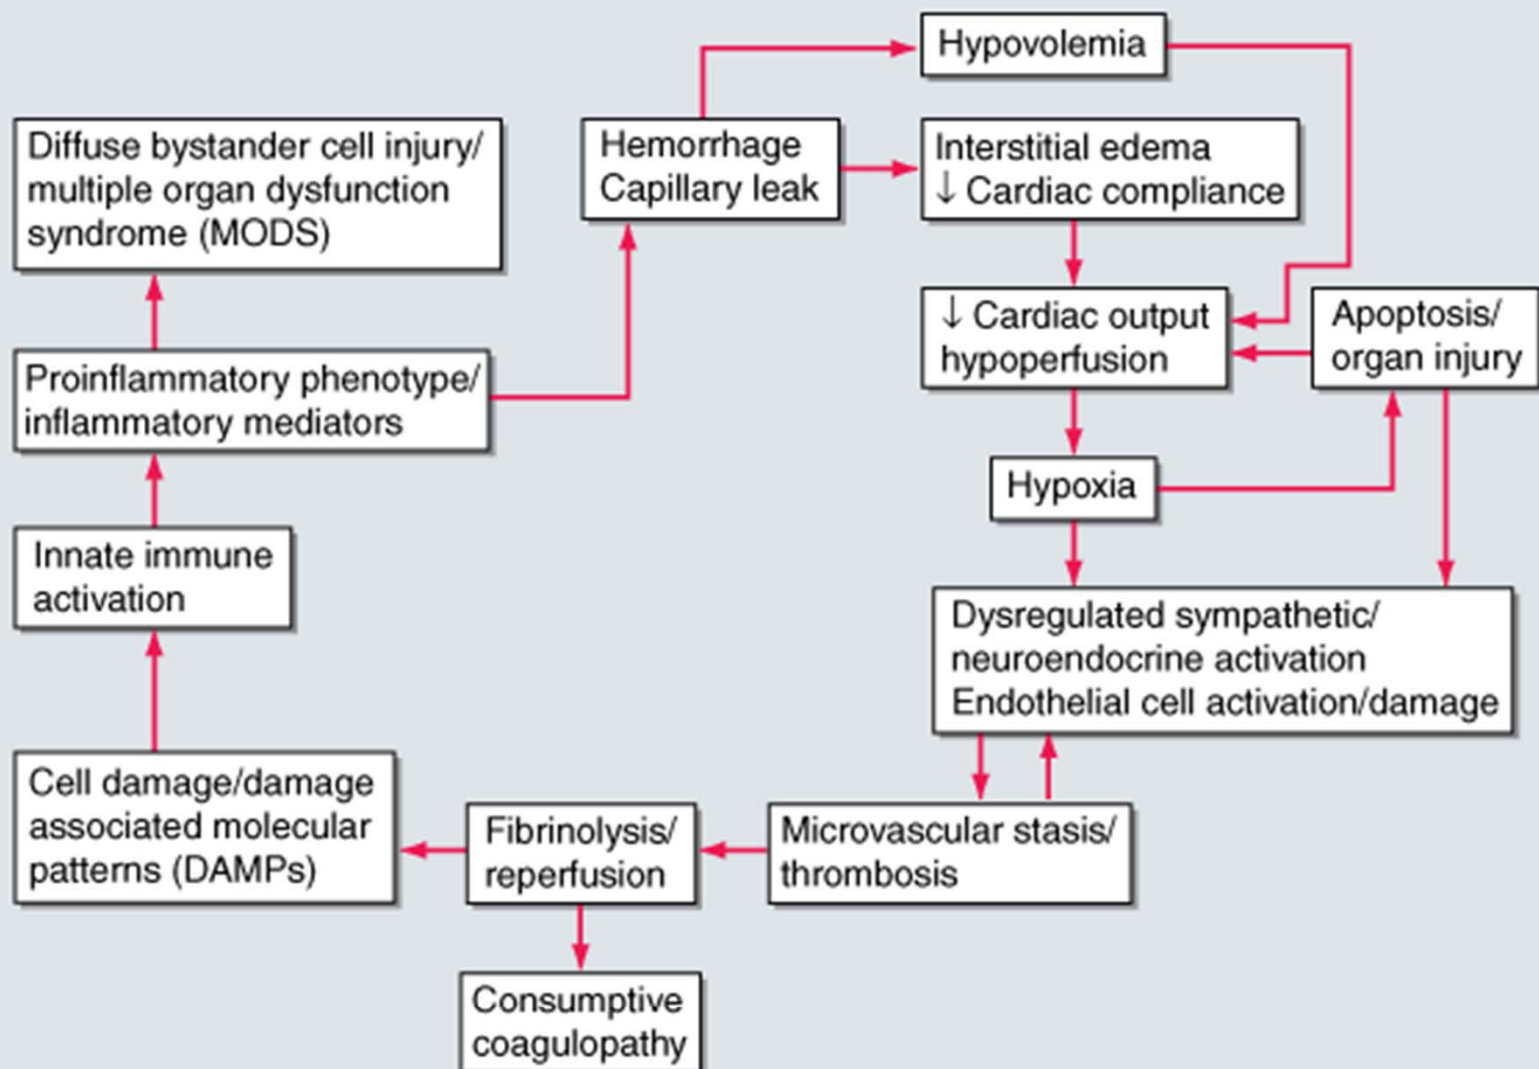 Hypovolemia
Diffuse bystander cell injury/
multiple organ dysfunction
syndrome (MODS)
Hemorrhage
Capillary leak
Interstitial edema
↓ Cardiac compliance
↓ Cardiac output
hypoperfusion
Apoptosis/
organ injury
Proinflammatory phenotype/
inflammatory mediators
Hypoxia
Innate immune
activation
Dysregulated sympathetic/
neuroendocrine activation
Endothelial cell activation/damage
Cell damage/damage
associated molecular
patterns (DAMPs)
Fibrinolysis/
reperfusion
Microvascular stasis/
thrombosis
Consumptive
coagulopathy